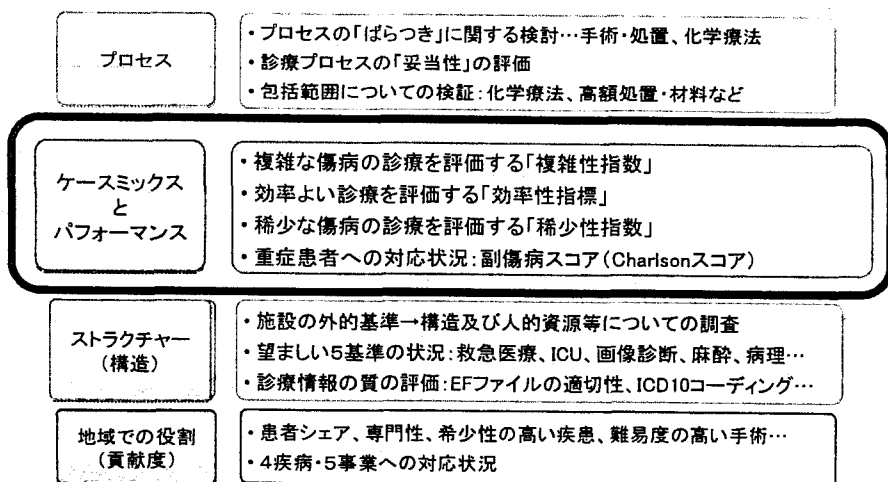 プロセス
・プロセスの「ばらつき」に関する検討…手術・処置、化学療法
・診療プロセスの「妥当性」の評価
・包括範囲についての検証：化学療法、高額処置・材料など
ケースミックス
と
パフォーマンス
・複雑な傷病の診療を評価する「複雑性指数」
・効率よい診療を評価する「効率性指標」
・稀少な傷病の診療を評価する「稀少性指数」
・重症患者への対応状況：副傷病スコア（Charlsonスコア）
ストラクチャー
（構造）
・施設の外的基準→構造及び人的資源等についての調査
・望ましい5基準の状況：救急医療、ICU、画像診断、麻酔、病理…
・診療情報の質の評価：EFファイルの適切性、ICD10コーディング…
地域での役割
（貢献度）
・患者シェア、専門性、希少性の高い疾患、難易度の高い手術…
・4疾病・5事業への対応状況